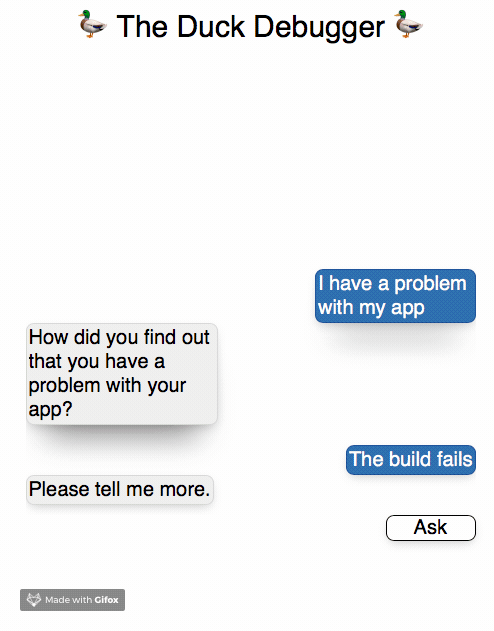 🦆 The Duck Debugger 🦆
I have a problem
with my app
How did you find out
that you have a
problem with your
app?
The build fails
Please tell me more.
Ask
Made with Gifox